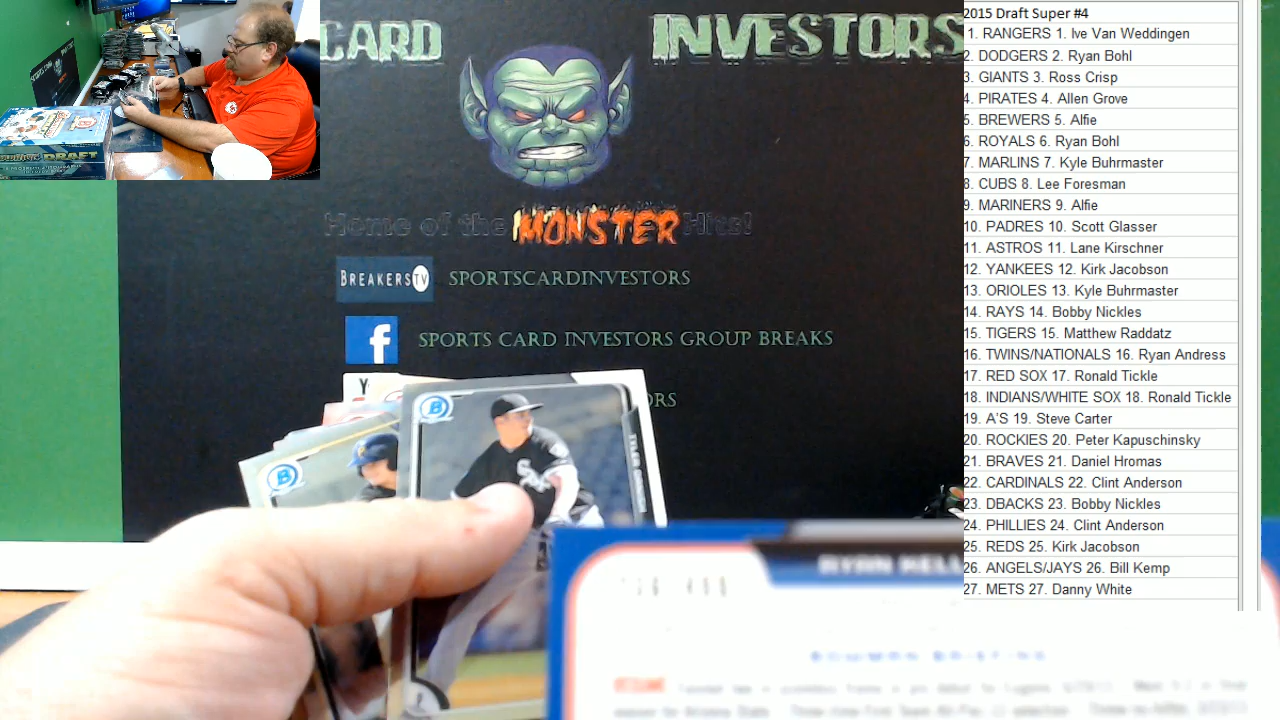 CARD INVESTORS
Home of the MONSTER Hits!
BREAKERSTV SPORTSCARDINVESTORS
f SPORTS CARD INVESTORS GROUP BREAKS
ORS
DRAFT
RYAN KELL
BOWMAN BRIEFING
2015 Draft Super #4
1. RANGERS 1. Ive Van Weddingen
2. DODGERS 2. Ryan Bohl
3. GIANTS 3. Ross Crisp
4. PIRATES 4. Allen Grove
5. BREWERS 5. Alfie
6. ROYALS 6. Ryan Bohl
7. MARLINS 7. Kyle Buhrmaster
8. CUBS 8. Lee Foresman
9. MARINERS 9. Alfie
10. PADRES 10. Scott Glasser
11. ASTROS 11. Lane Kirschner
12. YANKEES 12. Kirk Jacobson
13. ORIOLES 13. Kyle Buhrmaster
14. RAYS 14. Bobby Nickles
15. TIGERS 15. Matthew Raddatz
16. TWINS/NATIONALS 16. Ryan Andress
17. RED SOX 17. Ronald Tickle
18. INDIANS/WHITE SOX 18. Ronald Tickle
19. A'S 19. Steve Carter
20. ROCKIES 20. Peter Kapuschinsky
21. BRAVES 21. Daniel Hromas
22. CARDINALS 22. Clint Anderson
23. DBACKS 23. Bobby Nickles
24. PHILLIES 24. Clint Anderson
25. REDS 25. Kirk Jacobson
26. ANGELS/JAYS 26. Bill Kemp
27. METS 27. Danny White